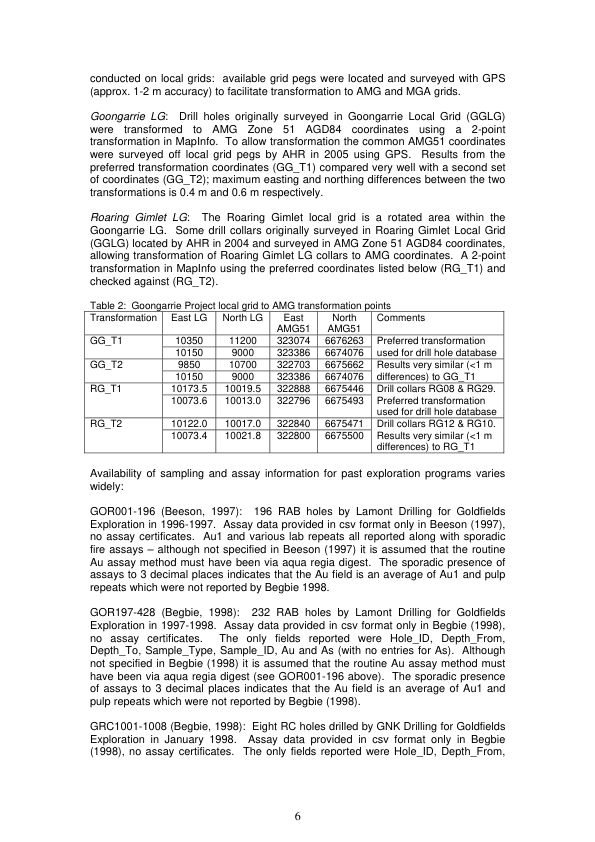 conducted on local grids: available grid pegs were located and surveyed with GPS
(approx. 1-2 m accuracy) to facilitate transformation to AMG and MGA grids.
Goongarrie LG: Drill holes originally surveyed in Goongarrie Local Grid (GGLG)
were transformed to AMG Zone 51 AGD84 coordinates using a 2-point
transformation in MapInfo. To allow transformation the common AMG51 coordinates
were surveyed off local grid pegs by AHR in 2005 using GPS. Results from the
preferred transformation coordinates (GG_T1) compared very well with a second set
of coordinates (GG_T2); maximum easting and northing differences between the two
transformations is 0.4 m and 0.6 m respectively.
Roaring Gimlet LG: The Roaring Gimlet local grid is a rotated area within the
Goongarrie LG. Some drill collars originally surveyed in Roaring Gimlet Local Grid
(GGLG) located by AHR in 2004 and surveyed in AMG Zone 51 AGD84 coordinates,
allowing transformation of Roaring Gimlet LG collars to AMG coordinates. A 2-point
transformation in MapInfo using the preferred coordinates listed below (RG_T1) and
checked against (RG_T2).
Table 2: Goongarrie Project local grid to AMG transformation points
Transformation East LG North LG East North Comments
AMG51 AMG51
GG_T1 10350 11200 323074 6676263 Preferred transformation
10150 9000 323386 6674076 used for drill hole database
GG_T2 9850 10700 322703 6675662 Results very similar (<1 m
10150 9000 323386 6674076 differences) to GG_T1
RG_T1 10173.5 10019.5 322888 6675446 Drill collars RG08 & RG29.
10073.6 10013.0 322796 6675493 Preferred transformation
used for drill hole database
RG_T2 10122.0 10017.0 322840 6675471 Drill collars RG12 & RG10.
10073.4 10021.8 322800 6675500 Results very similar (<1 m
differences) to RG_T1
Availability of sampling and assay information for past exploration programs varies
widely:
GOR001-196 (Beeson, 1997): 196 RAB holes by Lamont Drilling for Goldfields
Exploration in 1996-1997. Assay data provided in csv format only in Beeson (1997),
no assay certificates. Au1 and various lab repeats all reported along with sporadic
fire assays – although not specified in Beeson (1997) it is assumed that the routine
Au assay method must have been via aqua regia digest. The sporadic presence of
assays to 3 decimal places indicates that the Au field is an average of Au1 and pulp
repeats which were not reported by Begbie 1998.
GOR197-428 (Begbie, 1998): 232 RAB holes by Lamont Drilling for Goldfields
Exploration in 1997-1998. Assay data provided in csv format only in Begbie (1998),
no assay certificates. The only fields reported were Hole_ID, Depth_From,
Depth_To, Sample_Type, Sample_ID, Au and As (with no entries for As). Although
not specified in Begbie (1998) it is assumed that the routine Au assay method must
have been via aqua regia digest (see GOR001-196 above). The sporadic presence
of assays to 3 decimal places indicates that the Au field is an average of Au1 and
pulp repeats which were not reported by Begbie (1998).
GRC1001-1008 (Begbie, 1998): Eight RC holes drilled by GNK Drilling for Goldfields
Exploration in January 1998. Assay data provided in csv format only in Begbie
(1998), no assay certificates. The only fields reported were Hole_ID, Depth_From,
6